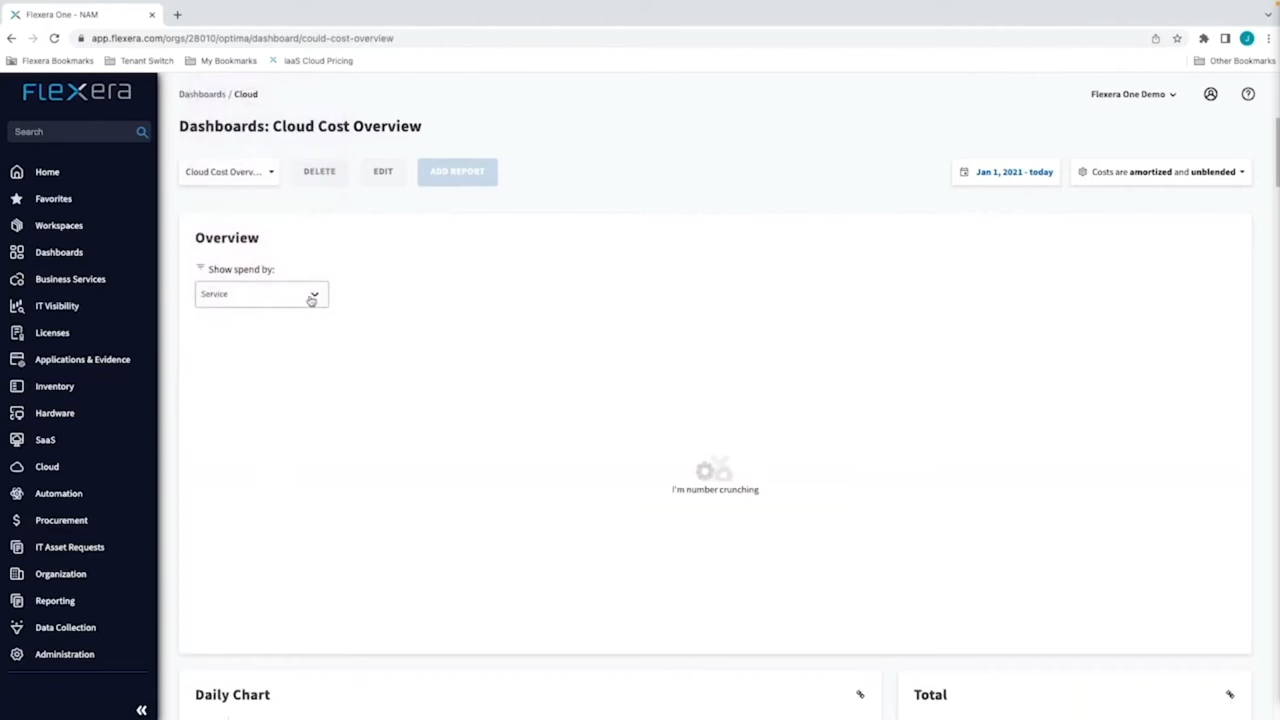 Flexera One - NAM
app.flexera.com/orgs/28010/optima/dashboard/could-cost-overview
J
Flexera Bookmarks
Tenant Switch
My Bookmarks
IaaS Cloud Pricing
Other Bookmarks
FLEXERA
Search
Home
Favorites
Workspaces
Dashboards
Business Services
IT Visibility
Licenses
Applications & Evidence
Inventory
Hardware
SaaS
Cloud
Automation
Procurement
IT Asset Requests
Organization
Reporting
Data Collection
Administration
Dashboards / Cloud
Flexera One Demo
Dashboards: Cloud Cost Overview
Cloud Cost Overv...
DELETE
EDIT
ADD REPORT
Jan 1, 2021 - today
Costs are amortized and unblended
Overview
Show spend by:
Service
I'm number crunching
Daily Chart
Total